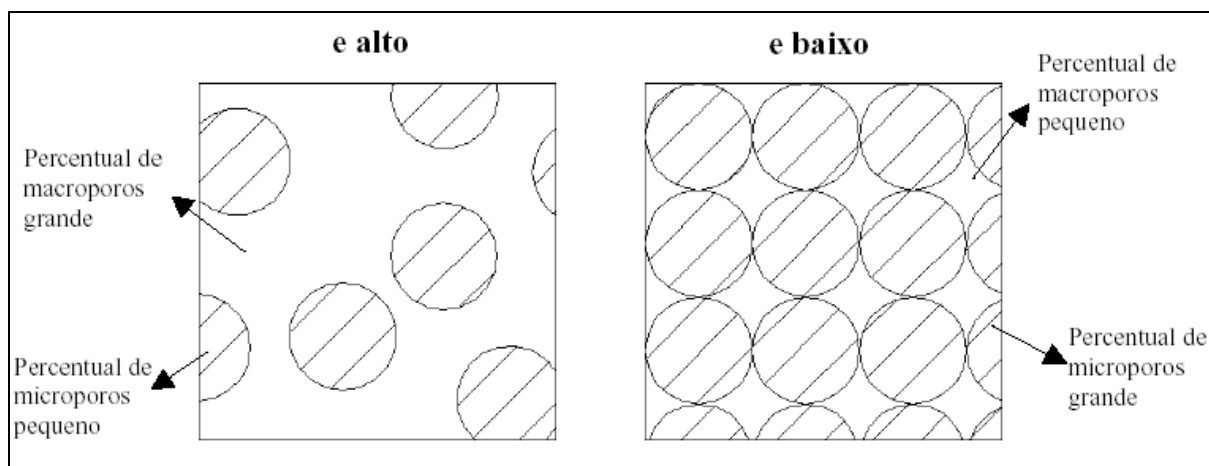 e alto
e baixo
Percentual de
macroporos
grande
Percentual de
microporos
pequeno
Percentual de
macroporos
pequeno
Percentual de
microporos
grande